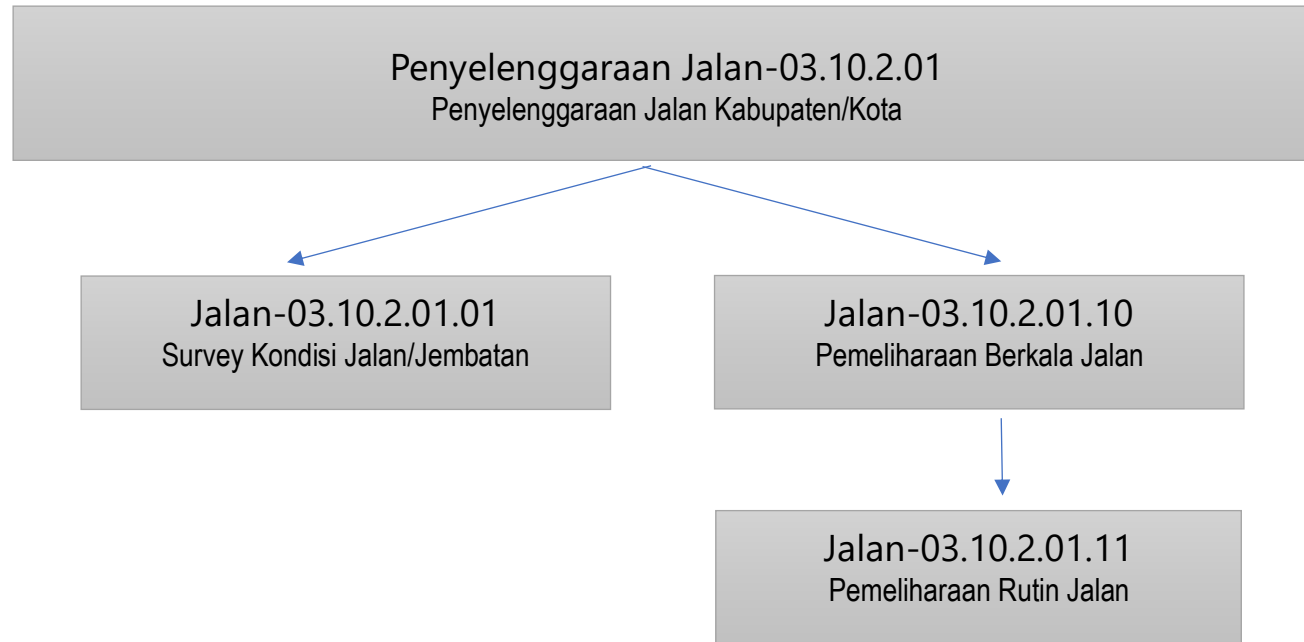 Penyelenggaraan Jalan-03.10.2.01
Penyelenggaraan Jalan Kabupaten/Kota
Jalan-03.10.2.01.01
Survey Kondisi Jalan/Jembatan
Jalan-03.10.2.01.10
Pemeliharaan Berkala Jalan
Jalan-03.10.2.01.11
Pemeliharaan Rutin Jalan